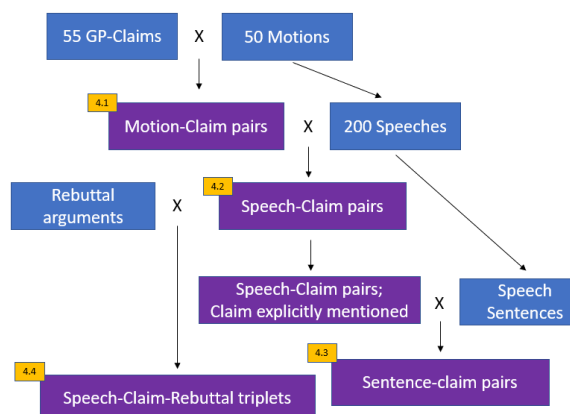 55 GP-Claims
X
50 Motions
4.1
Motion-Claim pairs
X
200 Speeches
Rebuttal
arguments
X
4.2
Speech-Claim pairs
Speech-Claim pairs;
Claim explicitly mentioned
X
Speech
Sentences
4.4
Speech-Claim-Rebuttal triplets
4.3
Sentence-claim pairs